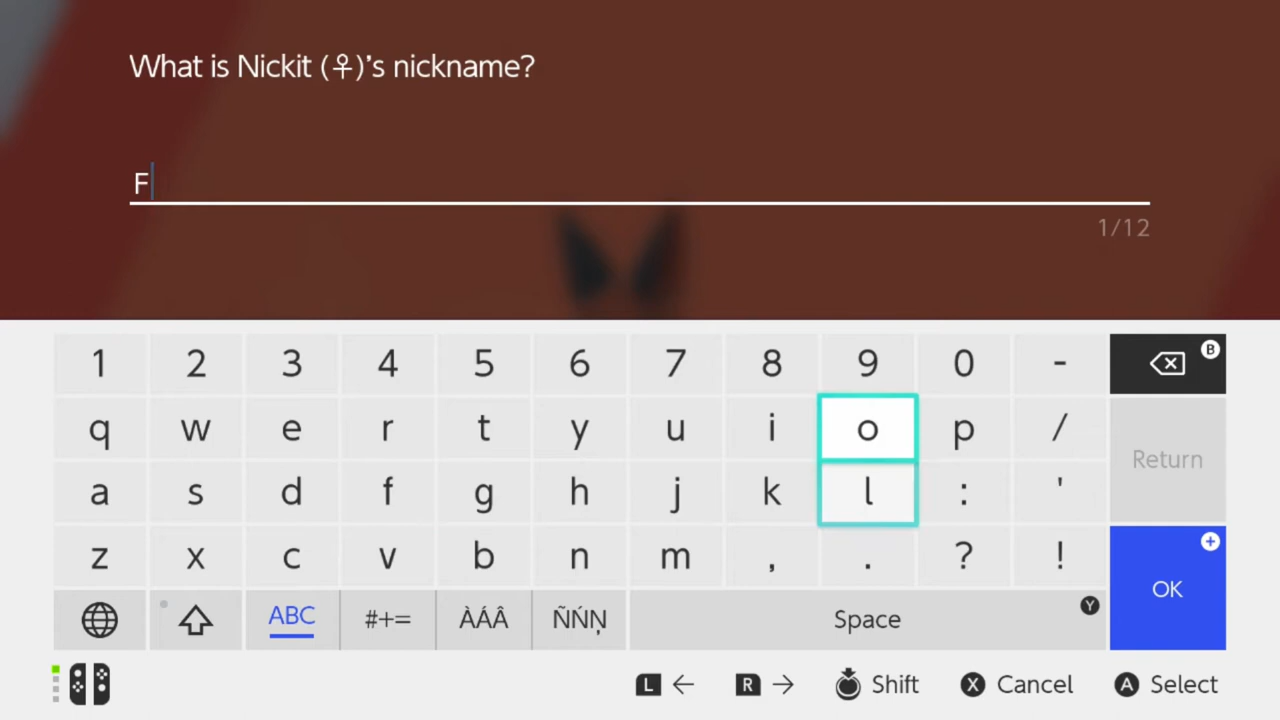 What is Nickit (♀)'s nickname?
F
1/12
1 2 3 4 5 6 7 8 9 0 - B
q w e r t y u i o p / Return
a s d f g h j k l : '
z x c v b n m , . ? ! + OK
ABC #+= ÀÁÂ ÑŃŅ Space Y
L ← R → Shift X Cancel A Select